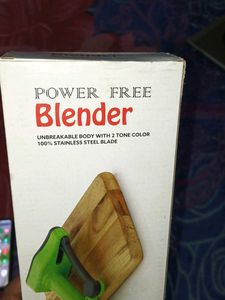 POWER FREE
Blender
UNBREAKABLE BODY WITH 2 TONE COLOR
100% STAINLESS STEEL BLADE